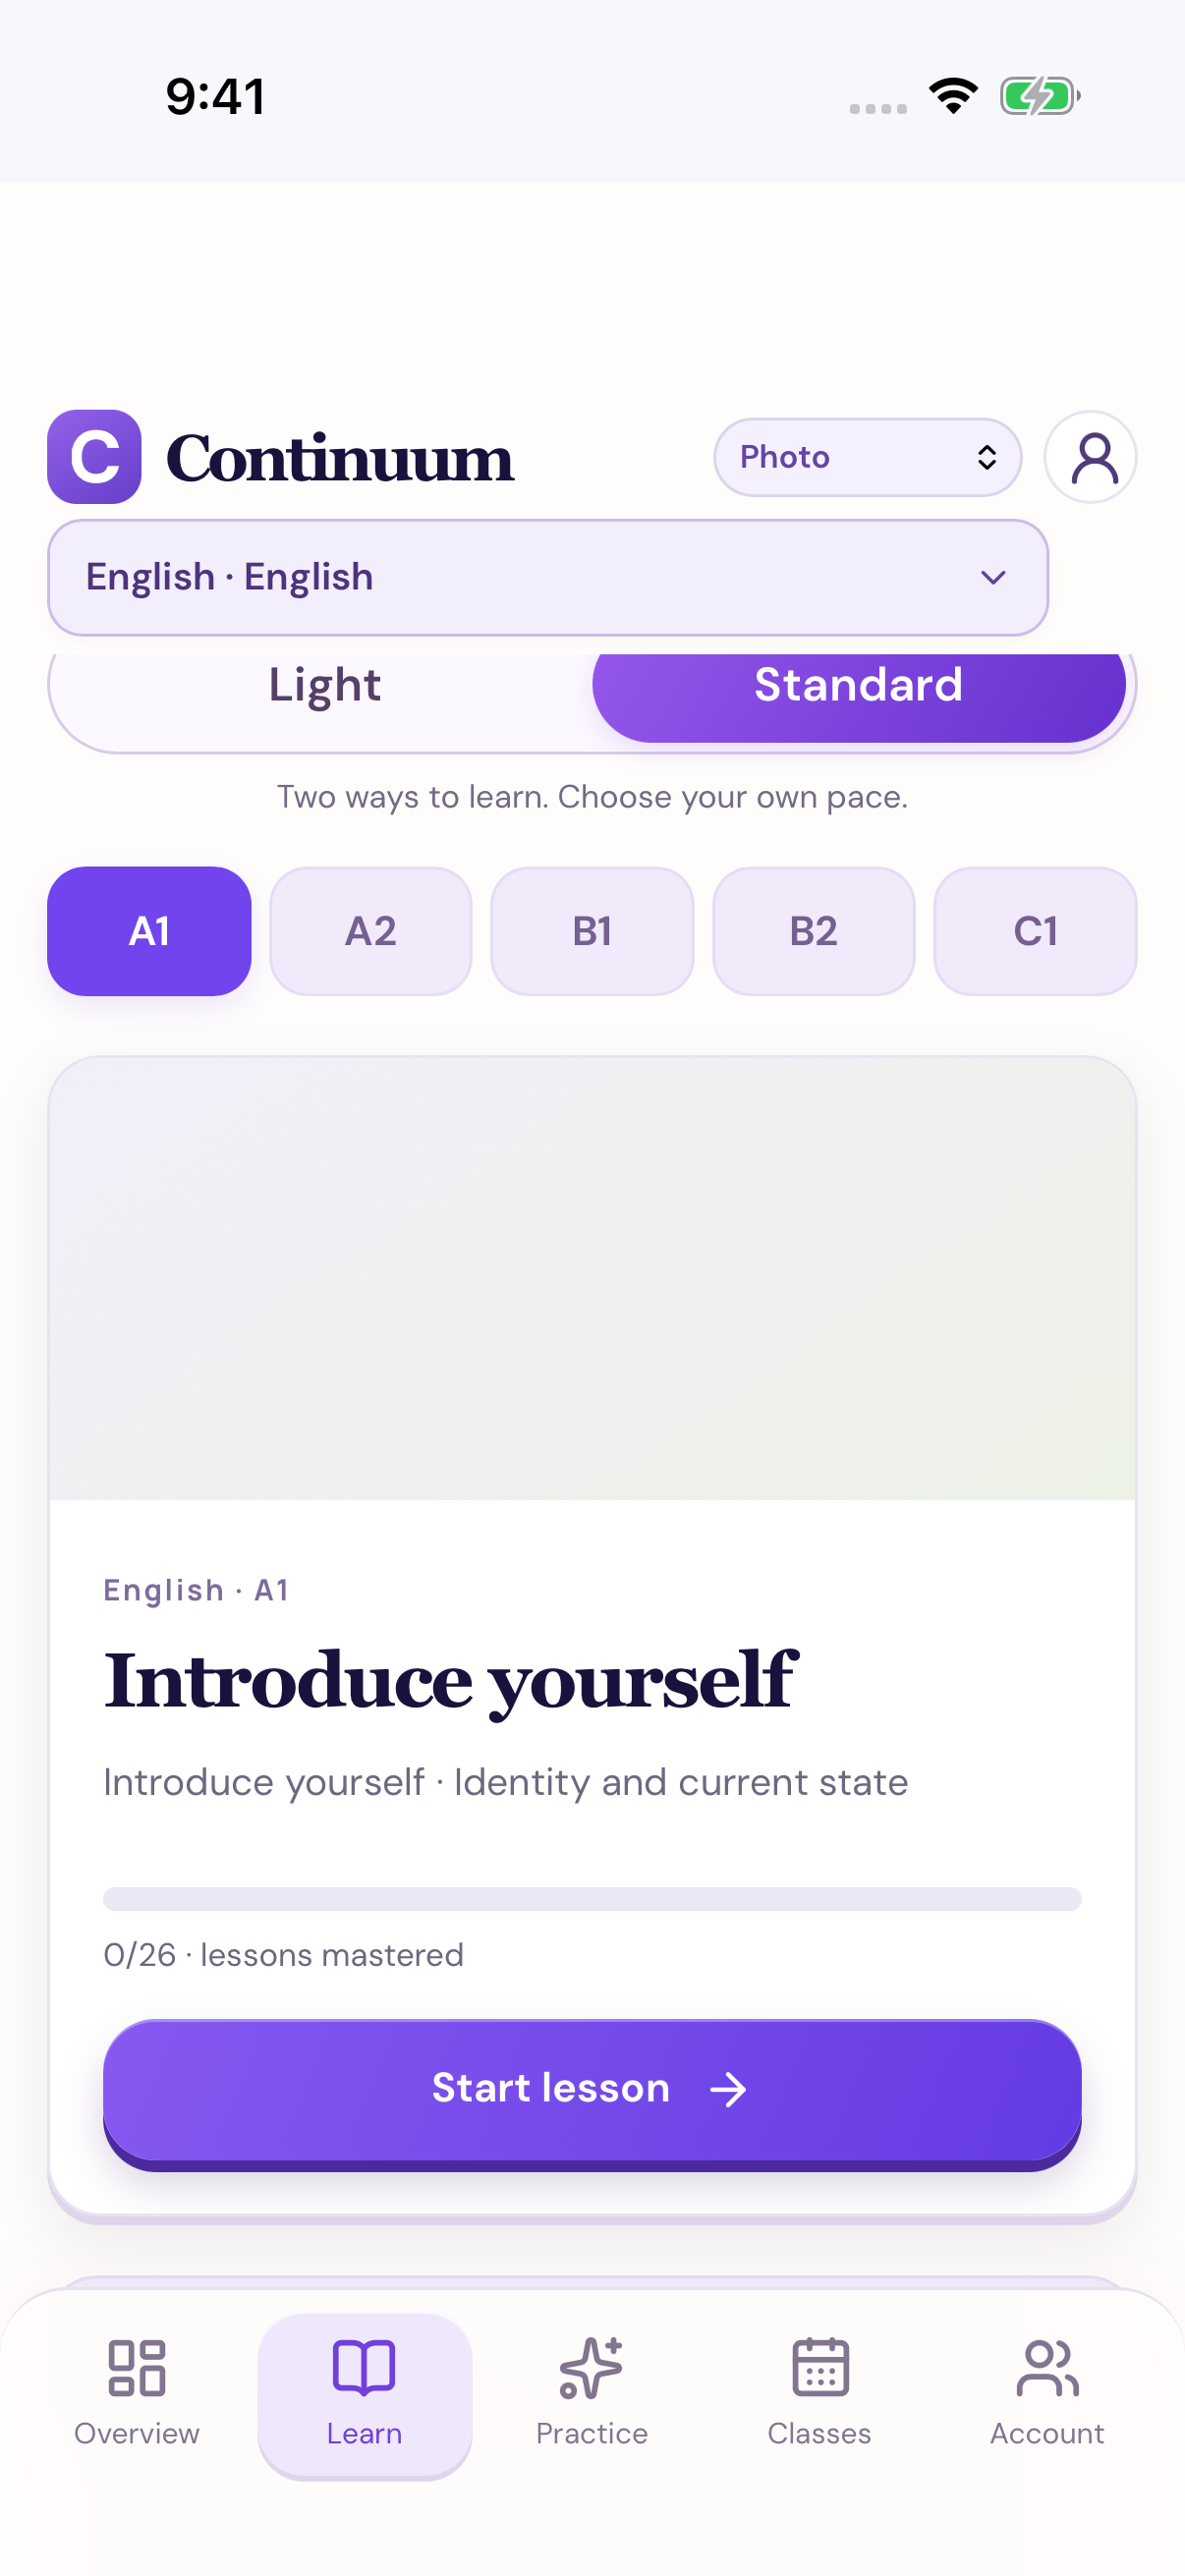 9:41
C Continuum
Photo
English · English
Light
Standard
Two ways to learn. Choose your own pace.
A1
A2
B1
B2
C1
English · A1
Introduce yourself
Introduce yourself · Identity and current state
0/26 · lessons mastered
Start lesson
Overview
Learn
Practice
Classes
Account